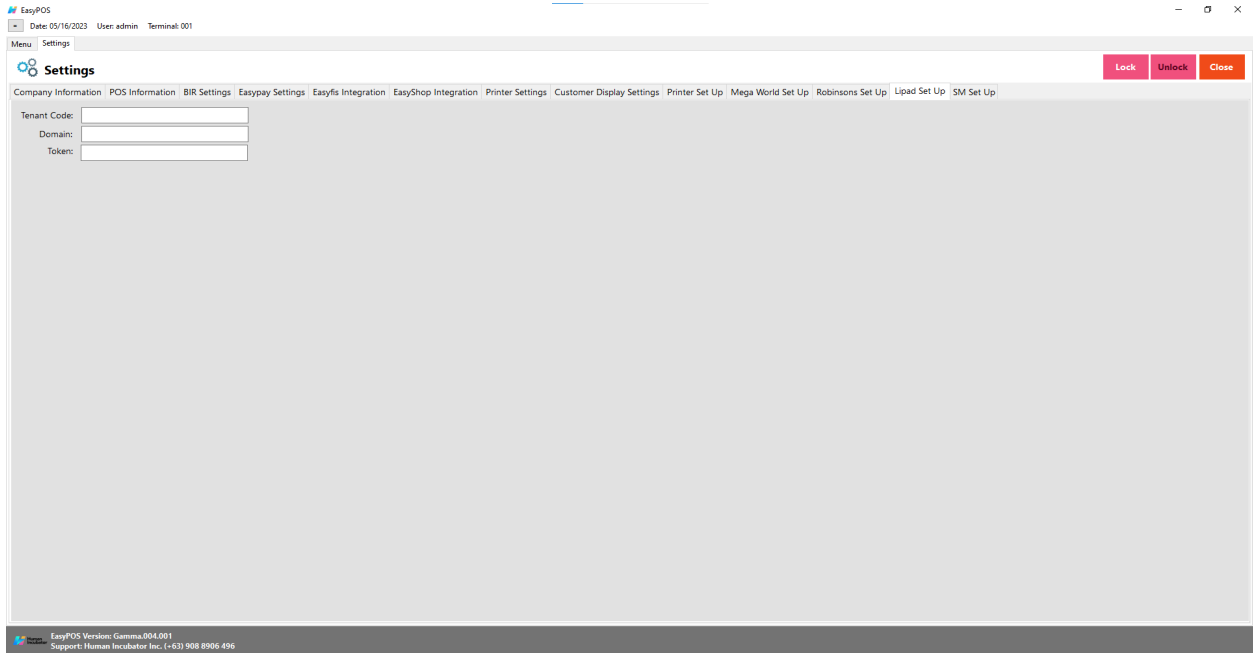 EasyPOS
Date: 05/16/2023 User: admin Terminal: 001
Menu Settings
Settings
Lock Unlock Close
Company Information POS Information BIR Settings Easypay Settings Easyfis Integration EasyShop Integration Printer Settings Customer Display Settings Printer Set Up Mega World Set Up Robinsons Set Up Lipad Set Up SM Set Up
Tenant Code:
Domain:
Token:
Human
Incubator
EasyPOS Version: Gamma.004.001
Support: Human Incubator Inc. (+63) 908 8906 496